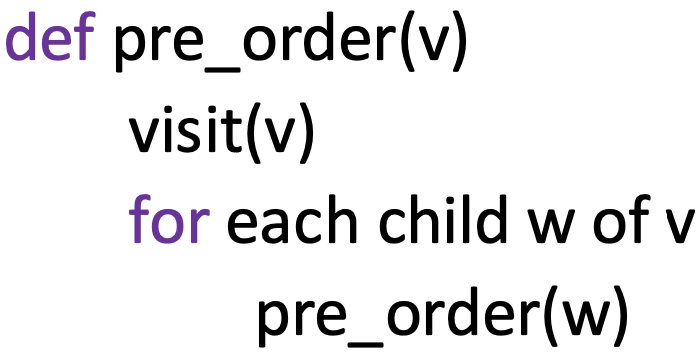 def pre_order(v)
visit(v)
for each child w of v
pre_order(w)